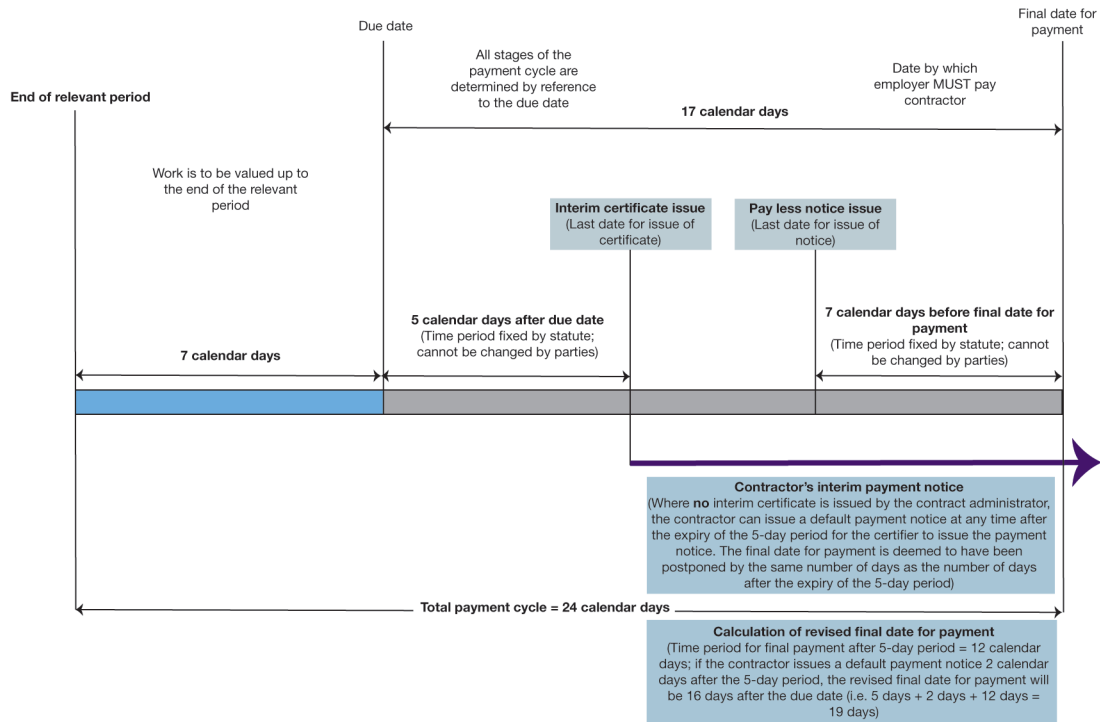 Due date
Final date for
payment
All stages of the
payment cycle are
determined by reference
to the due date
Date by which
employer MUST pay
contractor
End of relevant period
17 calendar days
Work is to be valued up to
the end of the relevant
period
Interim certificate issue
(Last date for issue of
certificate)
Pay less notice issue
(Last date for issue of
notice)
5 calendar days after due date
(Time period fixed by statute;
cannot be changed by parties)
7 calendar days before final date for
payment
(Time period fixed by statute; cannot
be changed by parties)
7 calendar days
Contractor’s interim payment notice
(Where no interim certificate is issued by the contract administrator,
the contractor can issue a default payment notice at any time after
the expiry of the 5-day period for the certifier to issue the payment
notice. The final date for payment is deemed to have been
postponed by the same number of days as the number of days
after the expiry of the 5-day period)
Total payment cycle = 24 calendar days
Calculation of revised final date for payment
(Time period for final payment after 5-day period = 12 calendar
days; if the contractor issues a default payment notice 2 calendar
days after the 5-day period, the revised final date for payment will
be 16 days after the due date (i.e. 5 days + 2 days + 12 days =
19 days)